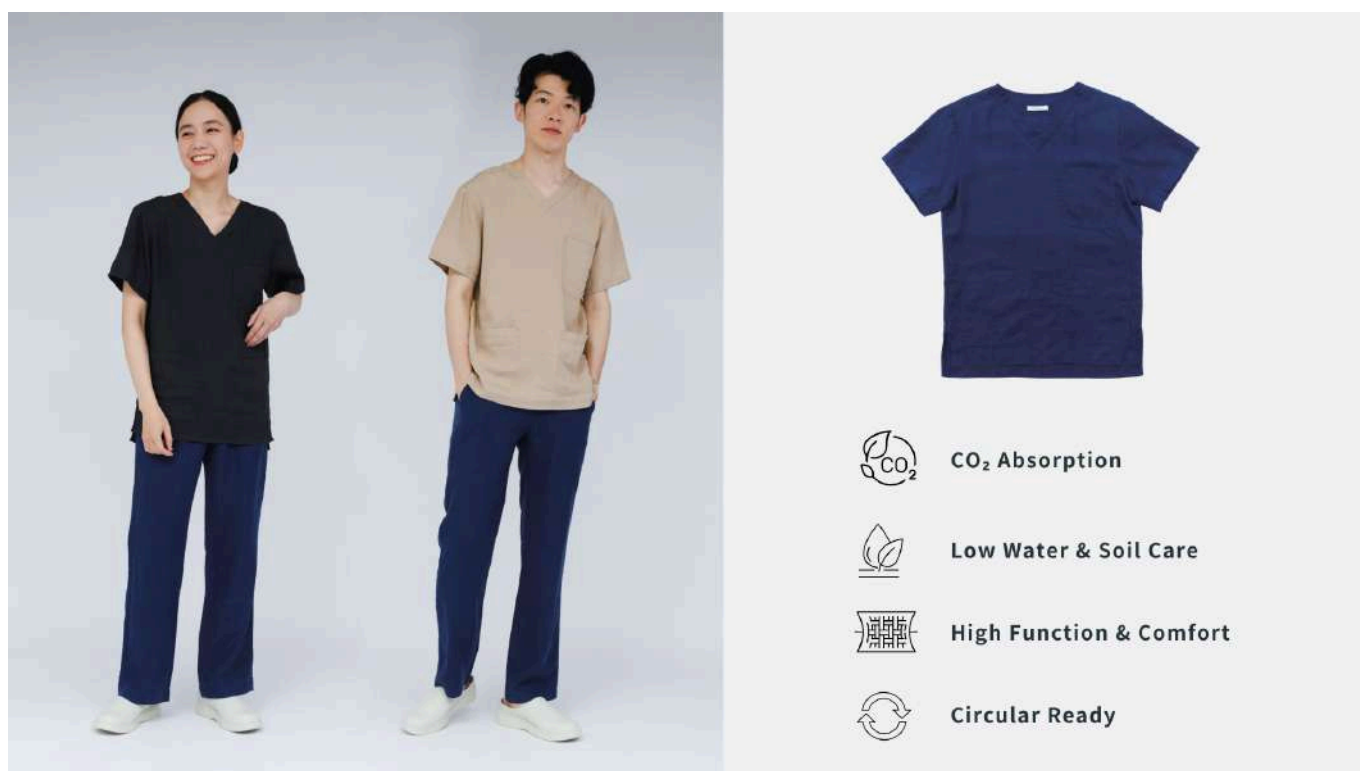 CO₂
CO₂ Absorption
Low Water & Soil Care
High Function & Comfort
Circular Ready